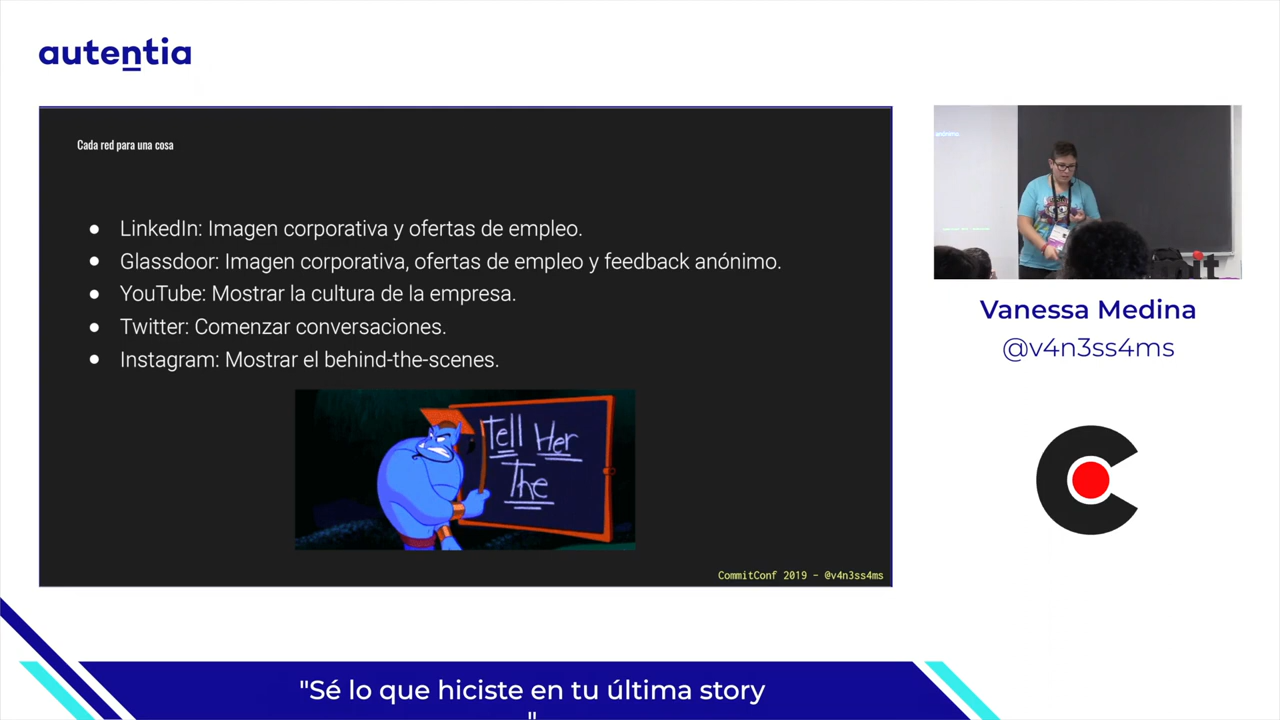 autentia
Cada red para una cosa
LinkedIn: Imagen corporativa y ofertas de empleo.
Glassdoor: Imagen corporativa, ofertas de empleo y feedback anónimo.
YouTube: Mostrar la cultura de la empresa.
Twitter: Comenzar conversaciones.
Instagram: Mostrar el behind-the-scenes.
Tell Her
The
CommitConf 2019 - @v4n3ss4ms
anónimo.
Vanessa Medina
@v4n3ss4ms
"Sé lo que hiciste en tu última story
"